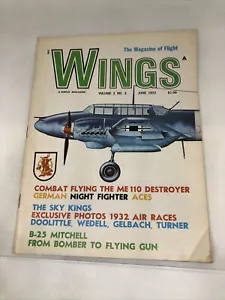 The Magazine of Flight
WINGS
VOLUME 2 NO. 3
JUNE 1972
COMBAT FLYING THE ME 110 DESTROYER
GERMAN NIGHT FIGHTER ACES
THE SKY KINGS
EXCLUSIVE PHOTOS 1932 AIR RACES
DOOLITTLE, WEDELL, GELBACH, TURNER
B-25 MITCHELL
FROM BOMBER TO FLYING GUN